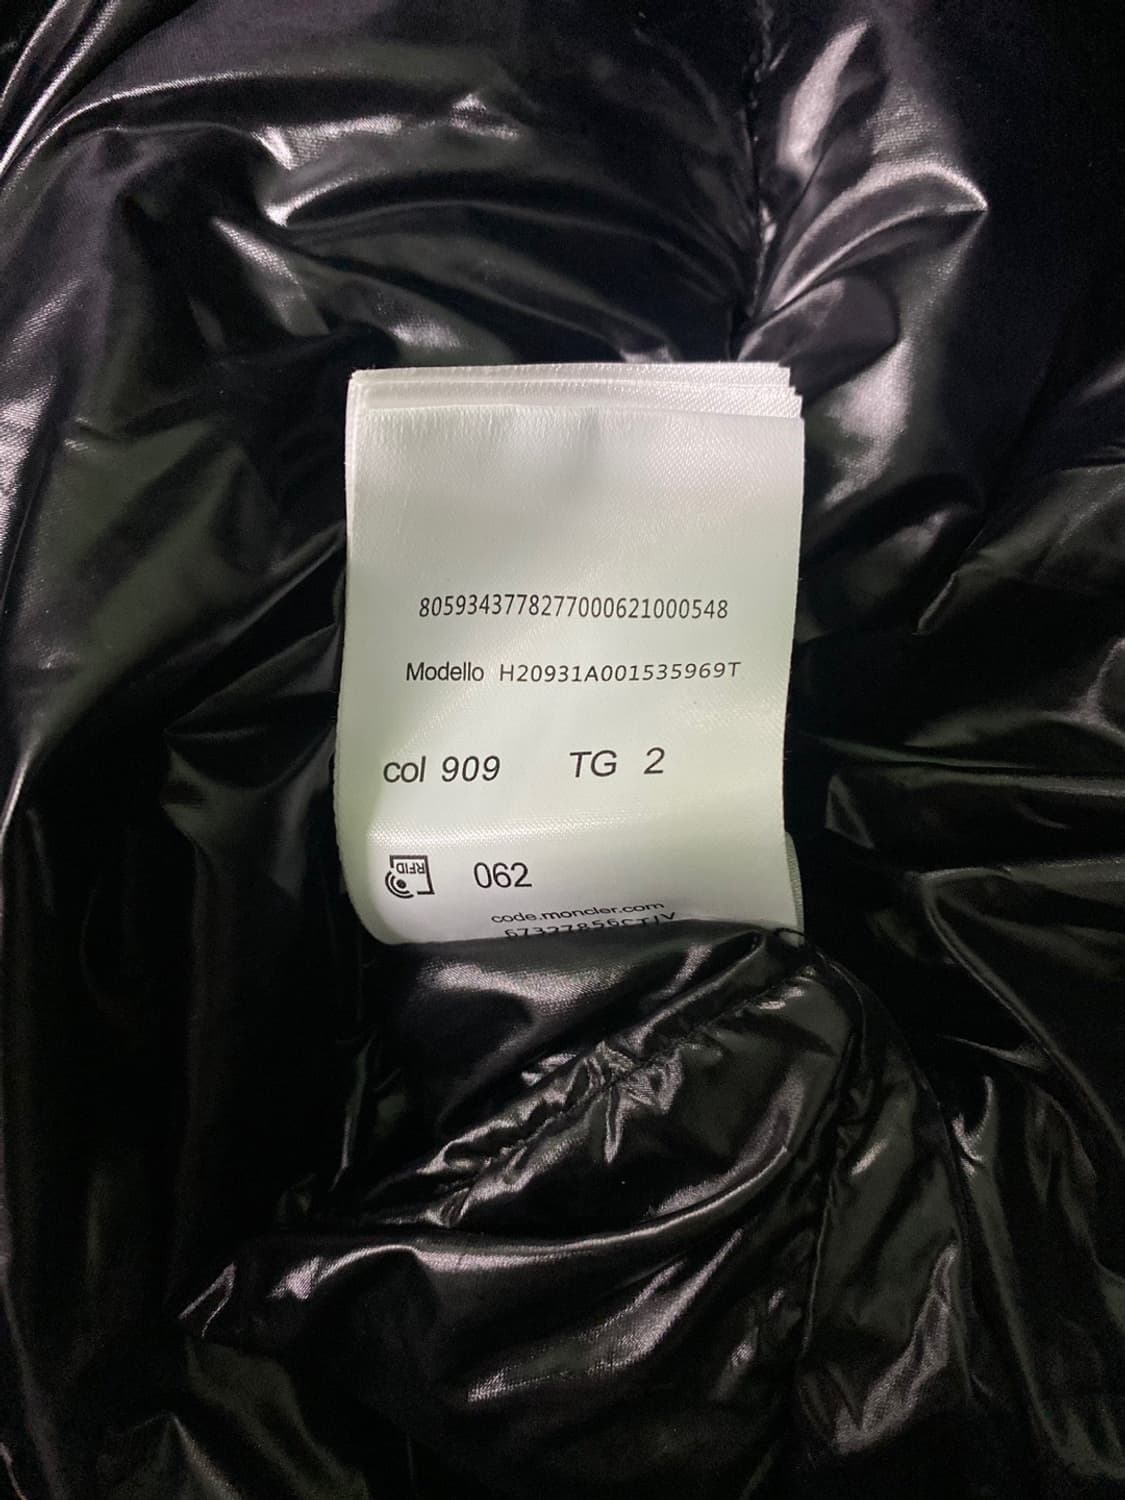 8059343778277000621000548
Modello H20931A001535969T
col 909 TG 2
RFID 062
code.moncler.com